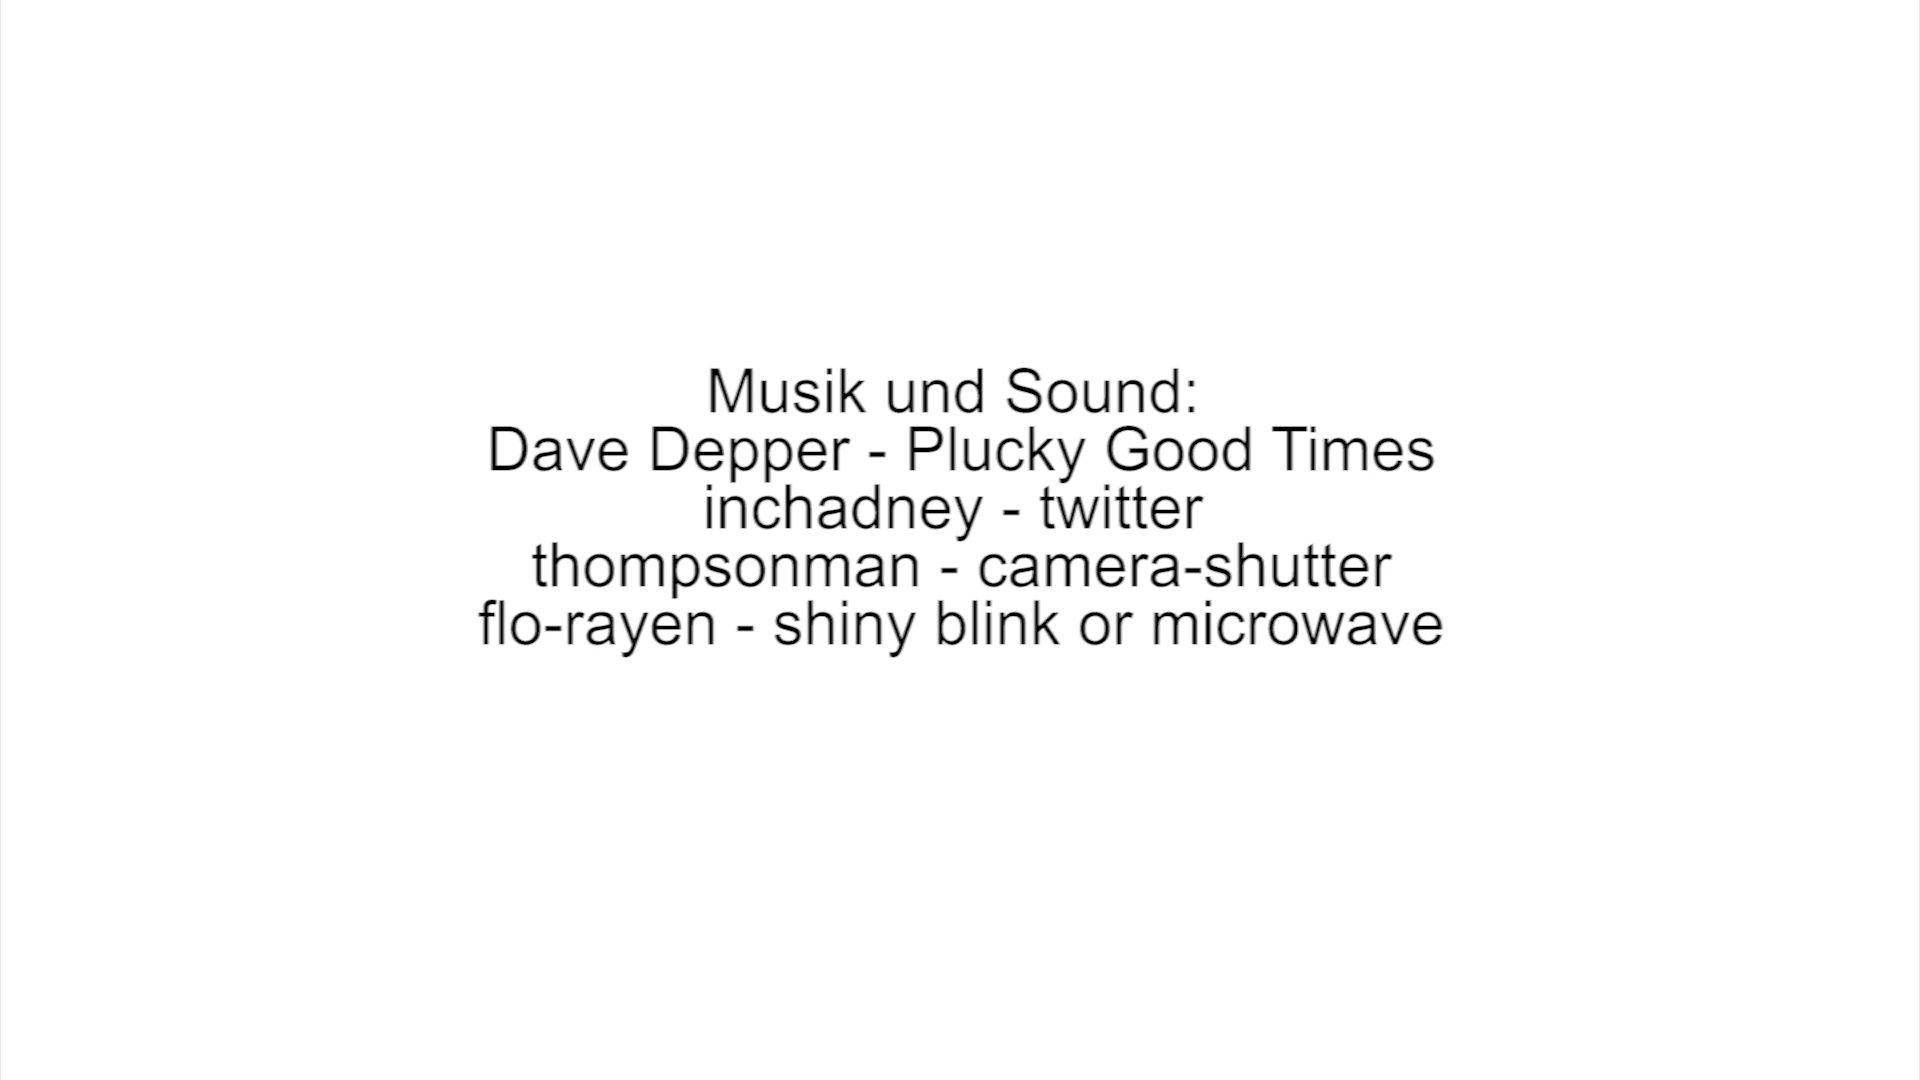 Musik und Sound:
Dave Depper - Plucky Good Times
inchadney - twitter
thompsonman - camera-shutter
flo-rayen - shiny blink or microwave